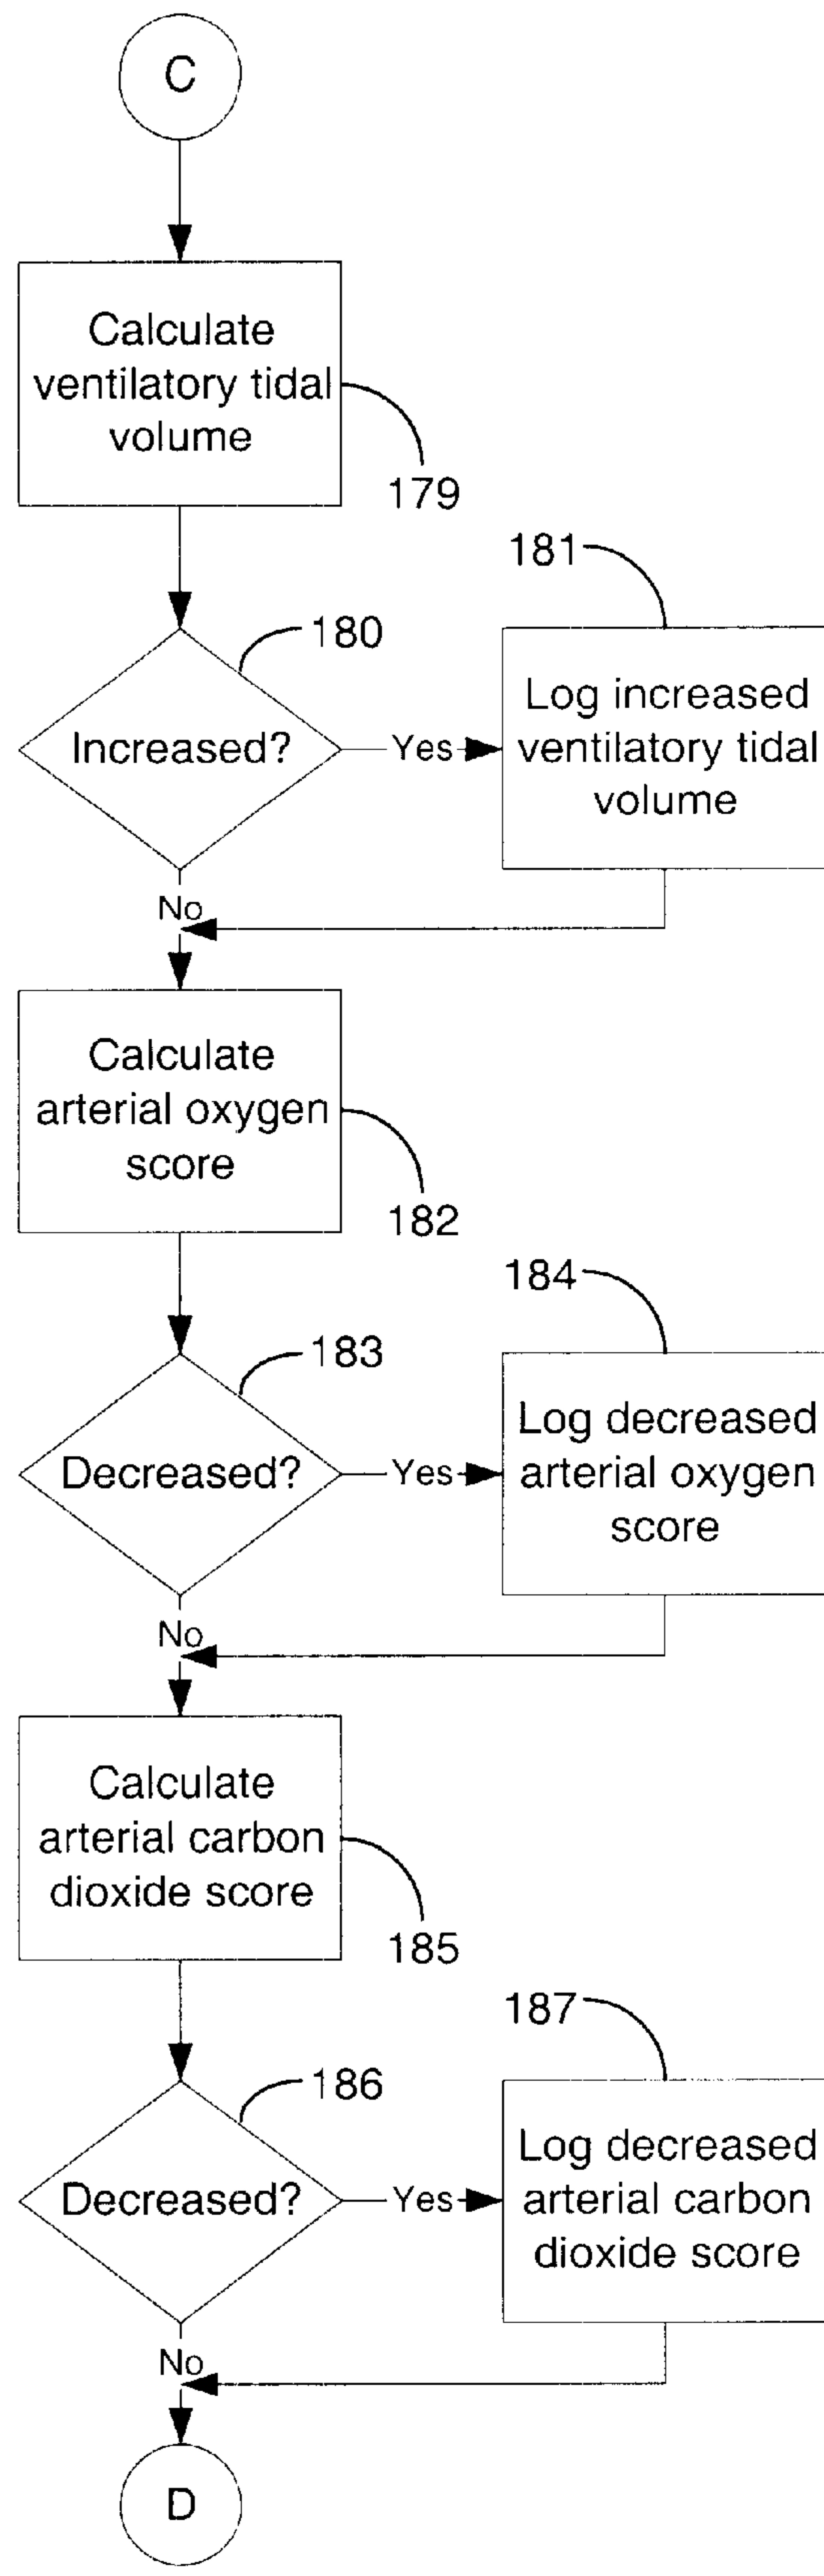 C
Calculate
ventilatory tidal
volume
179
181
180
Increased?
Yes
Log increased
ventilatory tidal
volume
No
Calculate
arterial oxygen
score
182
184
183
Decreased?
Yes
Log decreased
arterial oxygen
score
No
Calculate
arterial carbon
dioxide score
185
187
186
Decreased?
Yes
Log decreased
arterial carbon
dioxide score
No
D